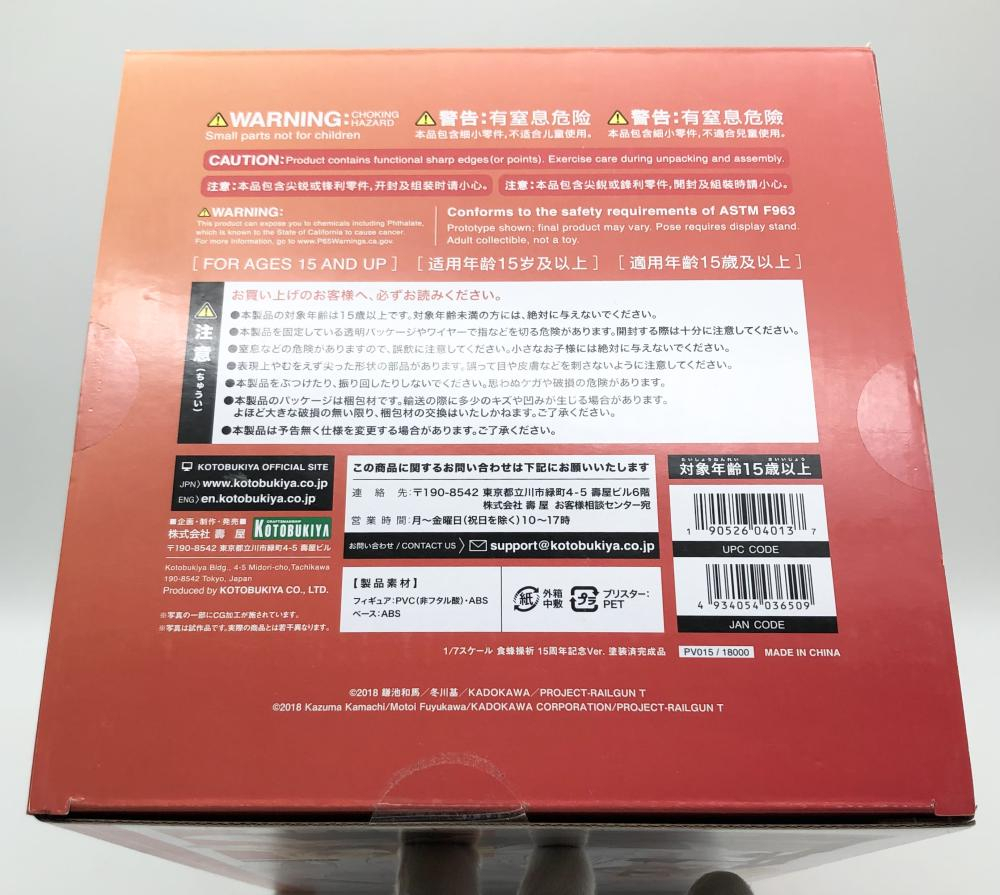 ⚠WARNING: CHOKING HAZARD
Small parts not for children
⚠警告:有窒息危险
本品包含细小零件,不适合儿童使用。
⚠警告:有窒息危險
本品包含細小零件,不適合兒童使用。
CAUTION: Product contains functional sharp edges (or points). Exercise care during unpacking and assembly.
注意:本品包含尖锐或锋利零件,开封及组装时请小心。
注意:本品包含尖銳或鋒利零件,開封及組裝時請小心。
⚠WARNING:
This product can expose you to chemicals including Phthalate,
which is known to the State of California to cause cancer.
For more information, go to www.P65Warnings.ca.gov.
Conforms to the safety requirements of ASTM F963
Prototype shown; final product may vary. Pose requires display stand.
Adult collectible, not a toy.
[ FOR AGES 15 AND UP ] [ 适用年龄15岁及以上 ] [ 適用年齡15歲及以上 ]
⚠注意(ちゅうい)
お買い上げのお客様へ、必ずお読みください。
●本製品の対象年齢は15歳以上です。対象年齢未満の方には、絶対に与えないでください。
●本製品を固定している透明パッケージやワイヤーで指などを切る危険があります。開封する際は十分に注意してください。
●窒息などの危険がありますので、誤飲に注意してください。小さなお子様には絶対に与えないでください。
●表現上やむをえず尖った形状の部品があります。誤って目や皮膚などを刺さないように注意してください。
●本製品をぶつけたり、振り回したりしないでください。思わぬケガや破損の危険があります。
●本製品のパッケージは梱包材です。輸送の際に多少のキズや凹みが生じる場合があります。
よほど大きな破損の無い限り、梱包材の交換はいたしかねます。ご了承ください。
●本製品は予告無く仕様を変更する場合があります。ご了承ください。
KOTOBUKIYA OFFICIAL SITE
JPN〉www.kotobukiya.co.jp
ENG〉en.kotobukiya.co.jp
■企画・制作・発売■
株式会社 壽 屋
CRAFTSMANSHIP
KOTOBUKIYA
〒190-8542 東京都立川市緑町4-5 壽屋ビル
Kotobukiya Bldg., 4-5 Midori-cho,Tachikawa
190-8542 Tokyo, Japan
Produced by KOTOBUKIYA CO., LTD.
※写真の一部にCG加工が施されています。
※写真は試作品です。実際の商品とは若干異なります。
この商品に関するお問い合わせは下記にお願いいたします
連 絡 先:〒190-8542 東京都立川市緑町4-5 壽屋ビル6階
株式会社 壽 屋 お客様相談センター宛
営 業 時 間:月〜金曜日(祝日を除く)10〜17時
お問い合わせ / CONTACT US 〉 support@kotobukiya.co.jp
【製品素材】
フィギュア:PVC(非フタル酸)・ABS
ベース:ABS
紙 外箱
中敷
プラ ブリスター:
PET
たいしょうねんれい さいいじょう
対象年齢15歳以上
1 90526 04013 7
UPC CODE
4 934054 036509
JAN CODE
1/7スケール 食蜂操祈 15周年記念Ver. 塗装済完成品
PV015 / 18000
MADE IN CHINA
©2018 鎌池和馬/冬川基/KADOKAWA/PROJECT-RAILGUN T
©2018 Kazuma Kamachi/Motoi Fuyukawa/KADOKAWA CORPORATION/PROJECT-RAILGUN T